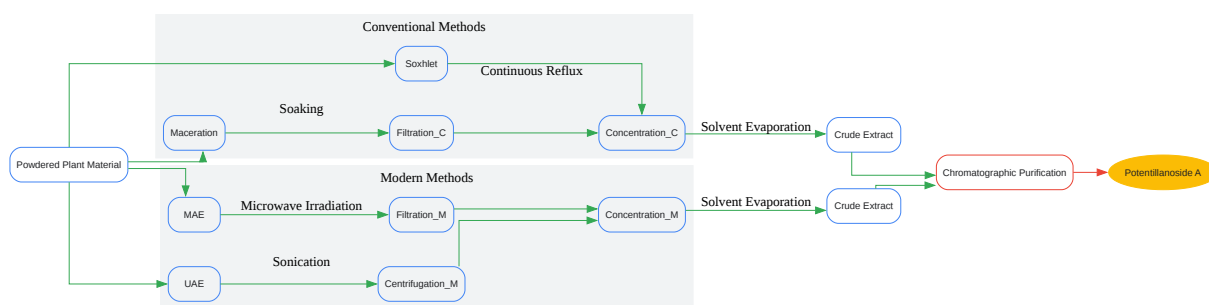 Conventional Methods
Soxhlet
Continuous Reflux
Soaking
Maceration
Filtration_C
Concentration_C
Solvent Evaporation
Crude Extract
Powdered Plant Material
Chromatographic Purification
Potentillanoside A
Modern Methods
MAE
Microwave Irradiation
Filtration_M
Concentration_M
Solvent Evaporation
Crude Extract
UAE
Sonication
Centrifugation_M